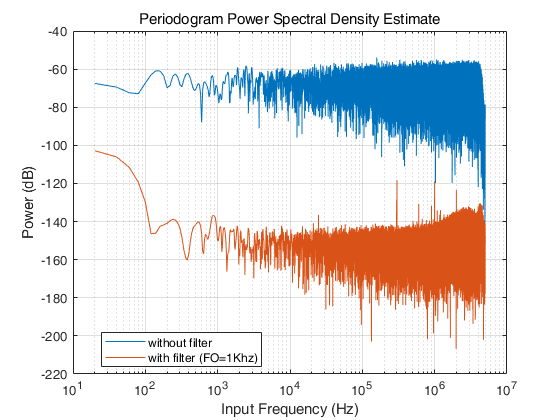 Periodogram Power Spectral Density Estimate
-40
-60
-80
-100
-120
-140
-160
-180
-200
-220
Power (dB)
without filter
with filter (FO=1Khz)
10^1 10^2 10^3 10^4 10^5 10^6 10^7
Input Frequency (Hz)